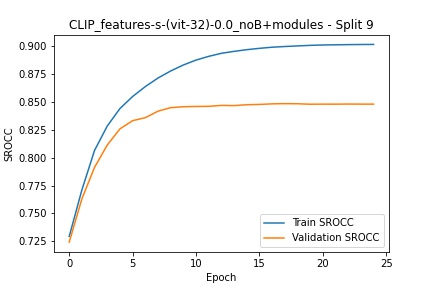 CLIP_features-s-(vit-32)-0.0_noB+modules - Split 9
0.900
0.875
0.850
0.825
0.800
0.775
0.750
0.725
SROCC
Train SROCC
Validation SROCC
0 5 10 15 20 25
Epoch